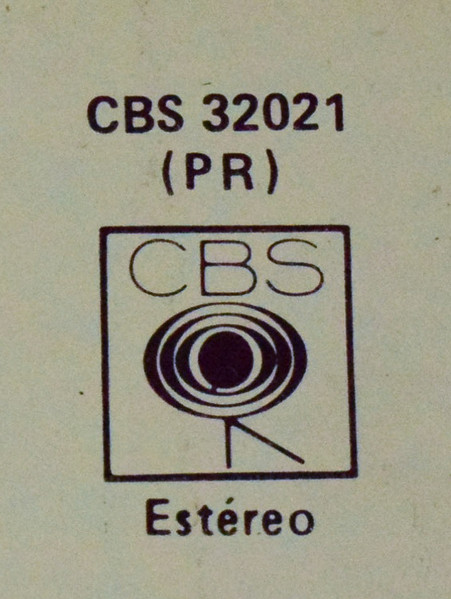 CBS 32021
(PR)
CBS
Estéreo